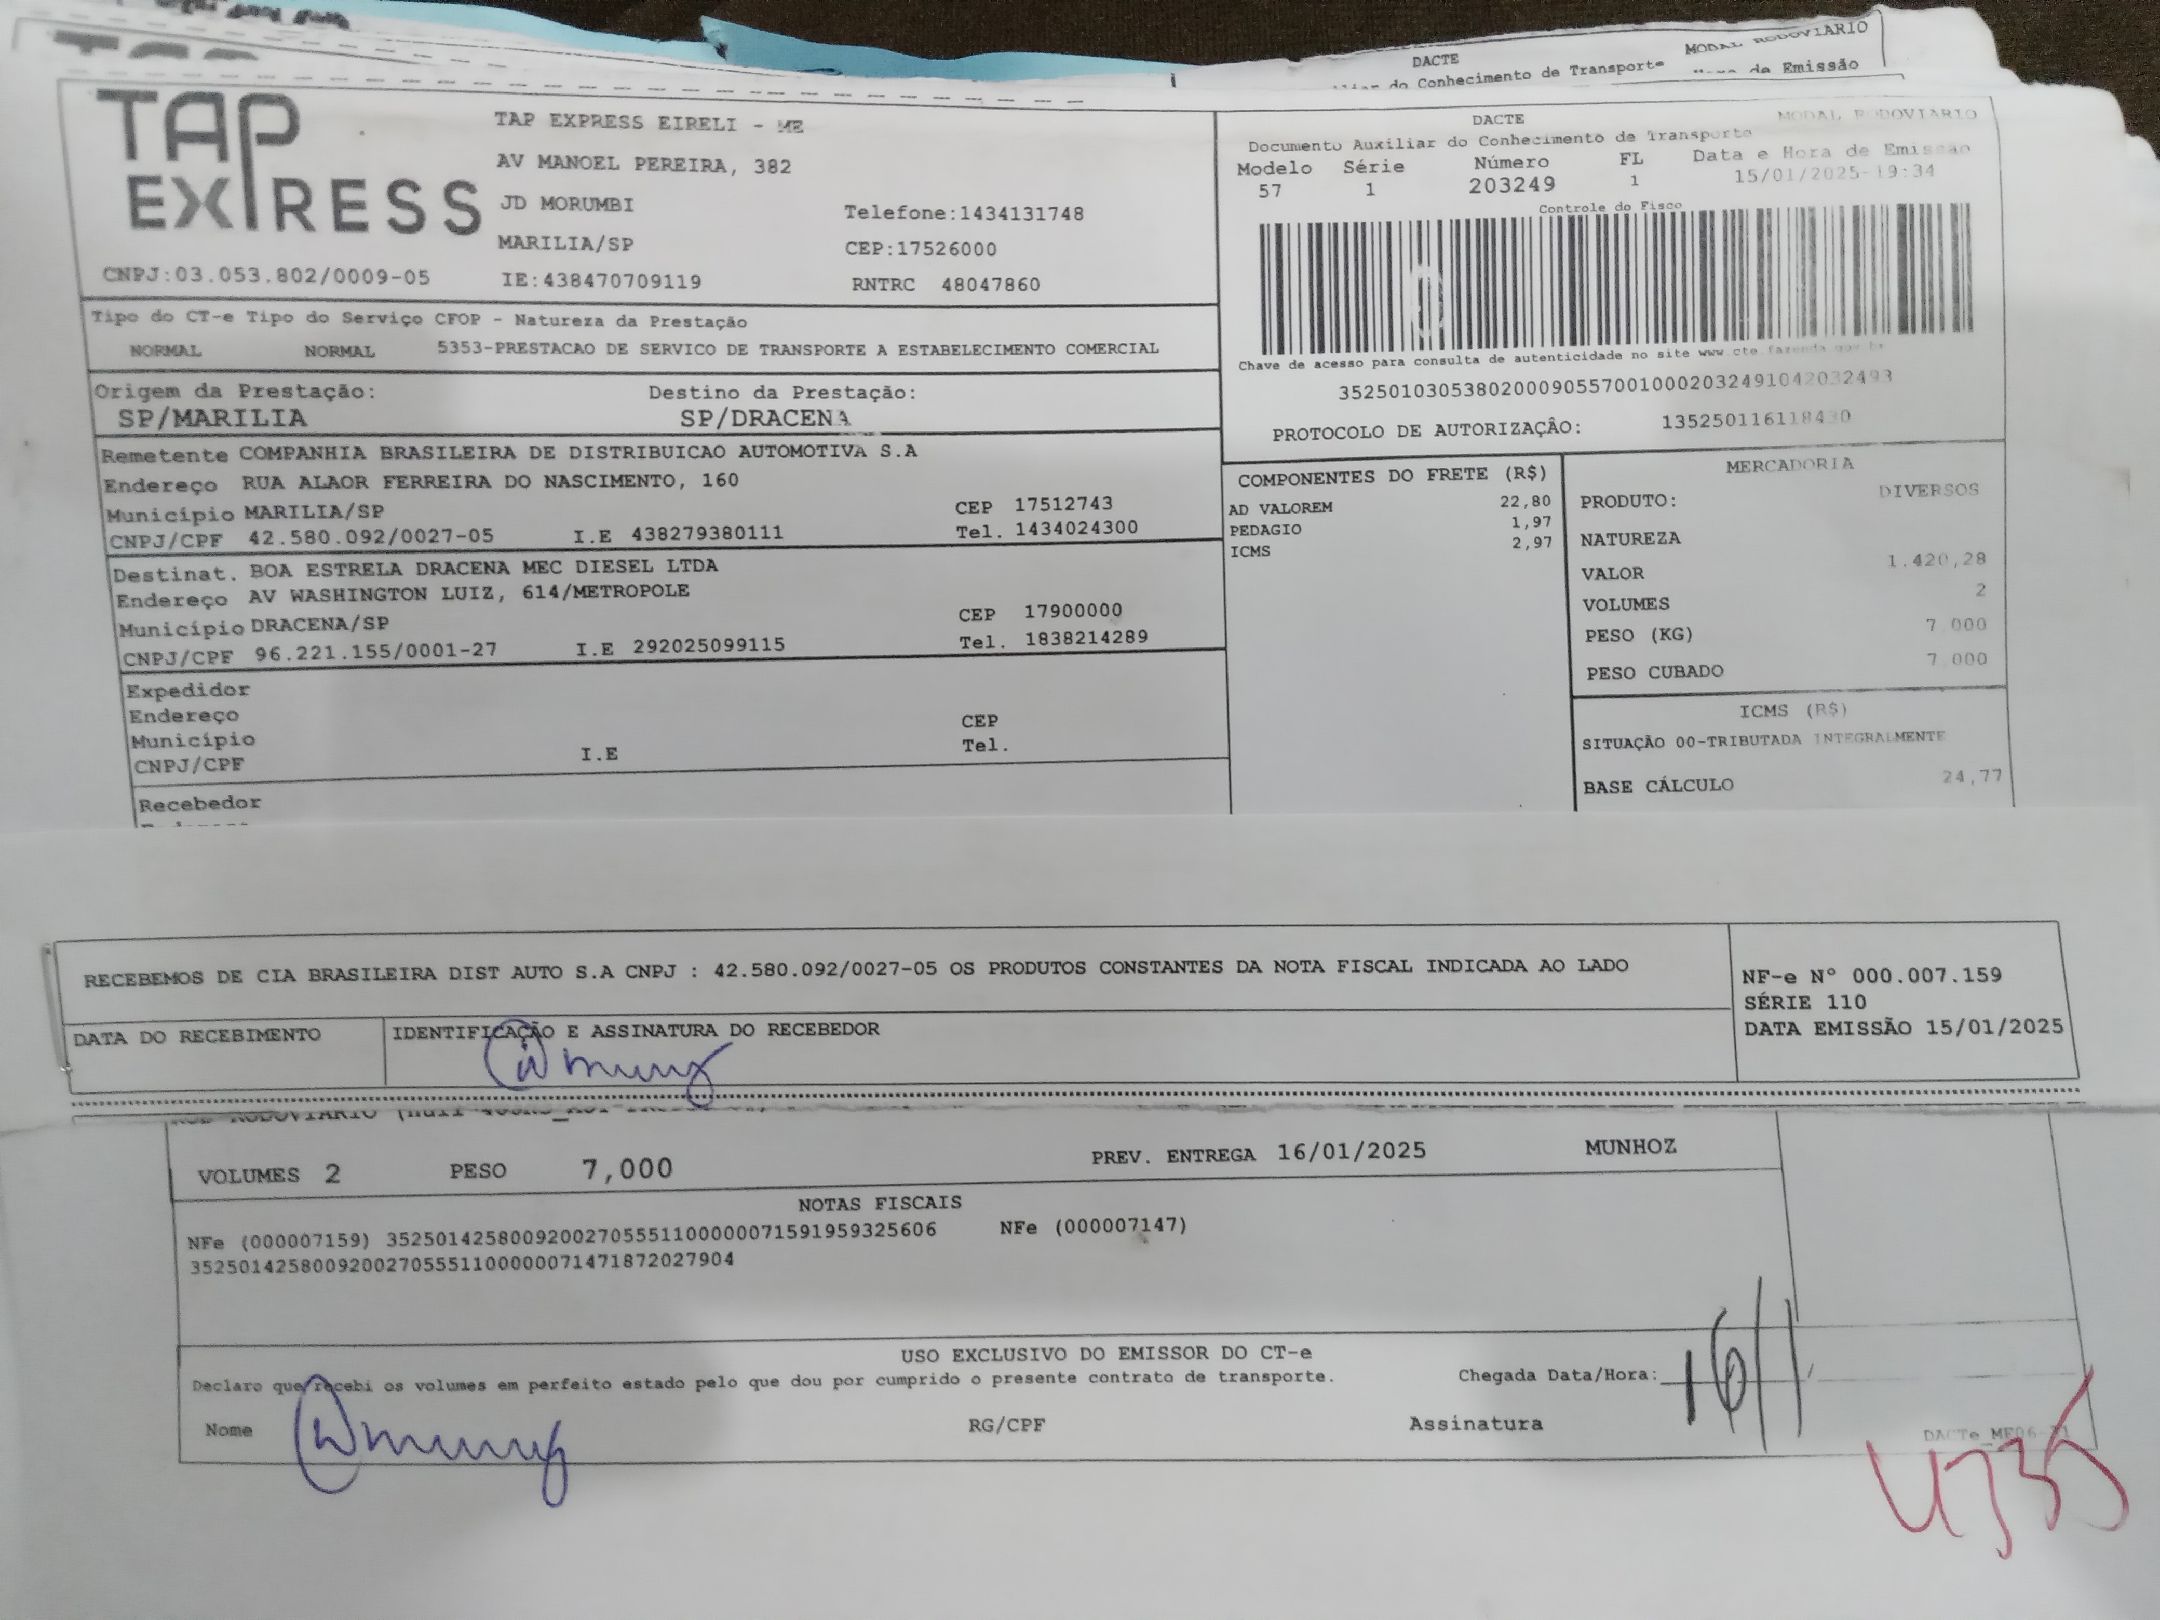 DACTE
MODAL RODOVIARIO
do Conhecimento de Transporte
de Emissão
TAP EXPRESS
TAP EXPRESS EIRELI - ME
AV MANOEL PEREIRA, 382
JD MORUMBI
Telefone:1434131748
MARILIA/SP
CEP:17526000
CNPJ:03.053.802/0009-05
IE:438470709119
RNTRC 48047860
DACTE
MODAL RODOVIARIO
Documento Auxiliar do Conhecimento de Transporte
Modelo Série Número FL Data e Hora de Emissão
57 1 203249 1 15/01/2025-19:34
Controle do Fisco
Chave de acesso para consulta de autenticidade no site www.cte.fazenda.gov.br
35250103053802000905570010002032491042032493
PROTOCOLO DE AUTORIZAÇÃO: 135250116118430
Tipo do CT-e Tipo do Serviço CFOP - Natureza da Prestação
NORMAL NORMAL 5353-PRESTACAO DE SERVICO DE TRANSPORTE A ESTABELECIMENTO COMERCIAL
Origem da Prestação: Destino da Prestação:
SP/MARILIA SP/DRACENA
Remetente COMPANHIA BRASILEIRA DE DISTRIBUICAO AUTOMOTIVA S.A
Endereço RUA ALAOR FERREIRA DO NASCIMENTO, 160
Município MARILIA/SP CEP 17512743
CNPJ/CPF 42.580.092/0027-05 I.E 438279380111 Tel. 1434024300
Destinat. BOA ESTRELA DRACENA MEC DIESEL LTDA
Endereço AV WASHINGTON LUIZ, 614/METROPOLE
Município DRACENA/SP CEP 17900000
CNPJ/CPF 96.221.155/0001-27 I.E 292025099115 Tel. 1838214289
Expedidor
Endereço
CEP
Município
Tel.
CNPJ/CPF I.E
Recebedor
COMPONENTES DO FRETE (R$)
AD VALOREM 22,80
PEDAGIO 1,97
ICMS 2,97
MERCADORIA
PRODUTO: DIVERSOS
NATUREZA
VALOR 1.420,28
VOLUMES 2
PESO (KG) 7,000
PESO CUBADO 7,000
ICMS (R$)
SITUAÇÃO 00-TRIBUTADA INTEGRALMENTE
BASE CÁLCULO 24,77
RECEBEMOS DE CIA BRASILEIRA DIST AUTO S.A CNPJ : 42.580.092/0027-05 OS PRODUTOS CONSTANTES DA NOTA FISCAL INDICADA AO LADO
NF-e Nº 000.007.159
SÉRIE 110
DATA EMISSÃO 15/01/2025
DATA DO RECEBIMENTO
IDENTIFICAÇÃO E ASSINATURA DO RECEBEDOR
VOLUMES 2 PESO 7,000 PREV. ENTREGA 16/01/2025 MUNHOZ
NOTAS FISCAIS
NFe (000007159) 35250142580092002705551100000071591959325606 NFe (000007147)
35250142580092002705551100000071471872027904
USO EXCLUSIVO DO EMISSOR DO CT-e
Declaro que recebi os volumes em perfeito estado pelo que dou por cumprido o presente contrato de transporte.
Chegada Data/Hora: 16/1
Nome RG/CPF Assinatura